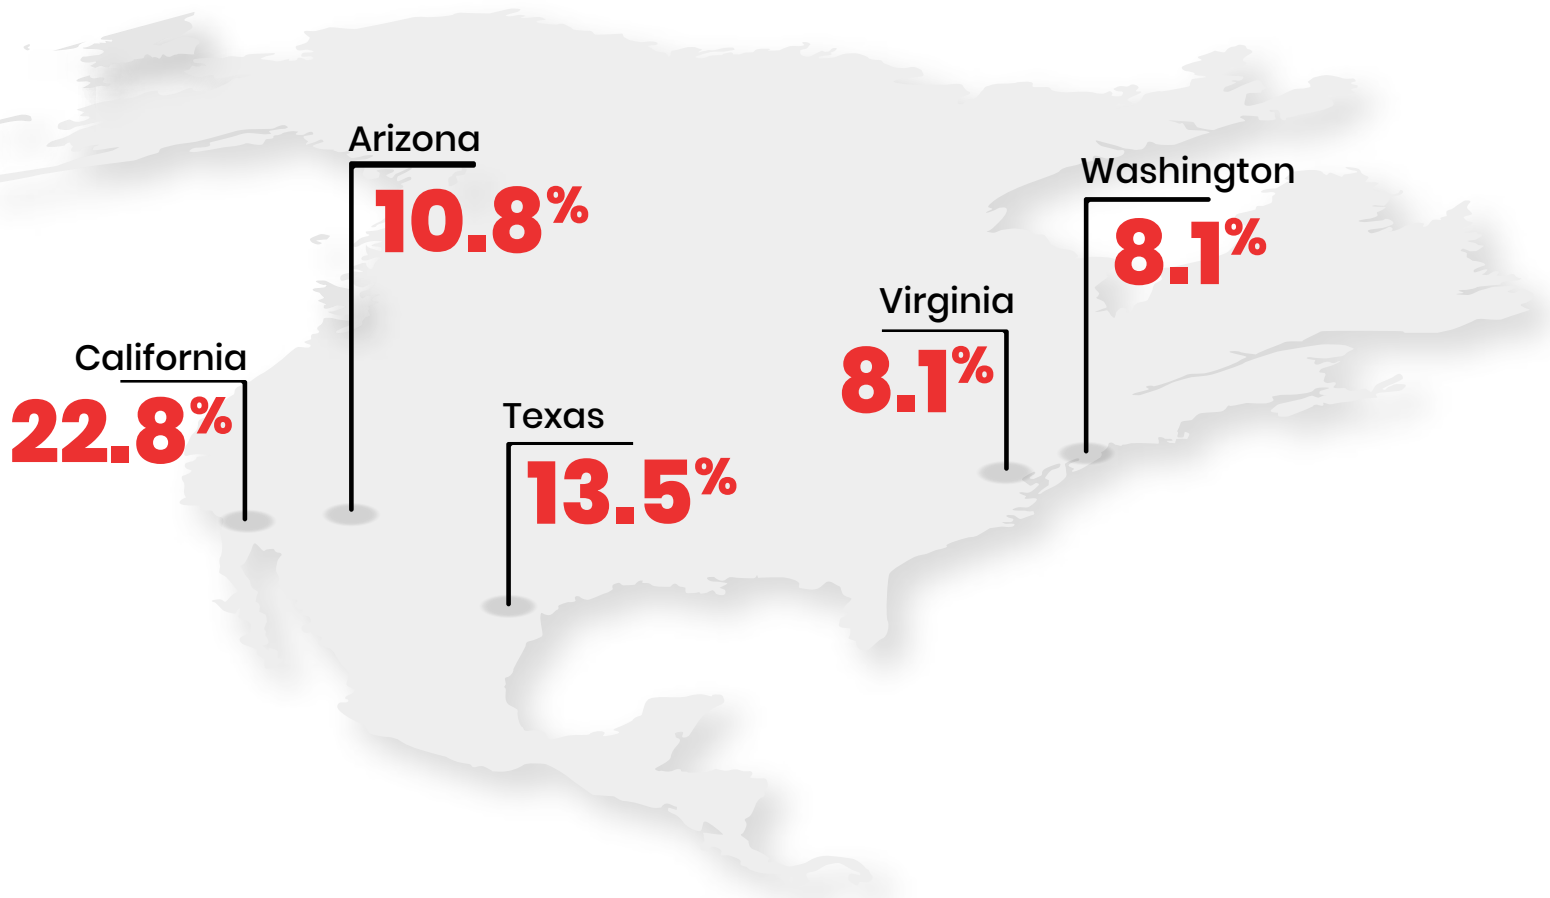 Arizona
10.8%
Washington
8.1%
Virginia
8.1%
California
22.8%
Texas
13.5%